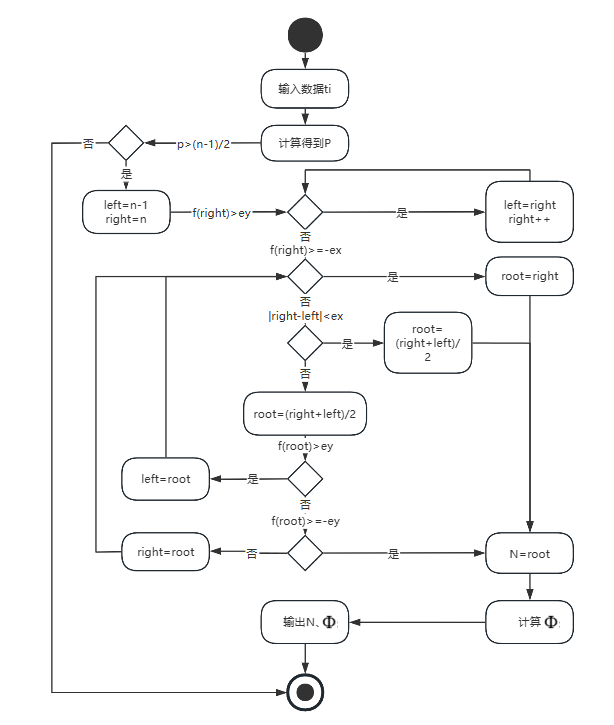 输入数据ti
计算得到P
p>(n-1)/2
否
是
left=n-1
right=n
f(right)>ey
是
left=right
right++
否
f(right)>=-ex
是
root=right
否
|right-left|<ex
是
root=
(right+left)/
2
否
root=(right+left)/2
f(root)>ey
是
left=root
否
f(root)>=-ey
否
right=root
是
N=root
计算 Φ
输出N、Φ